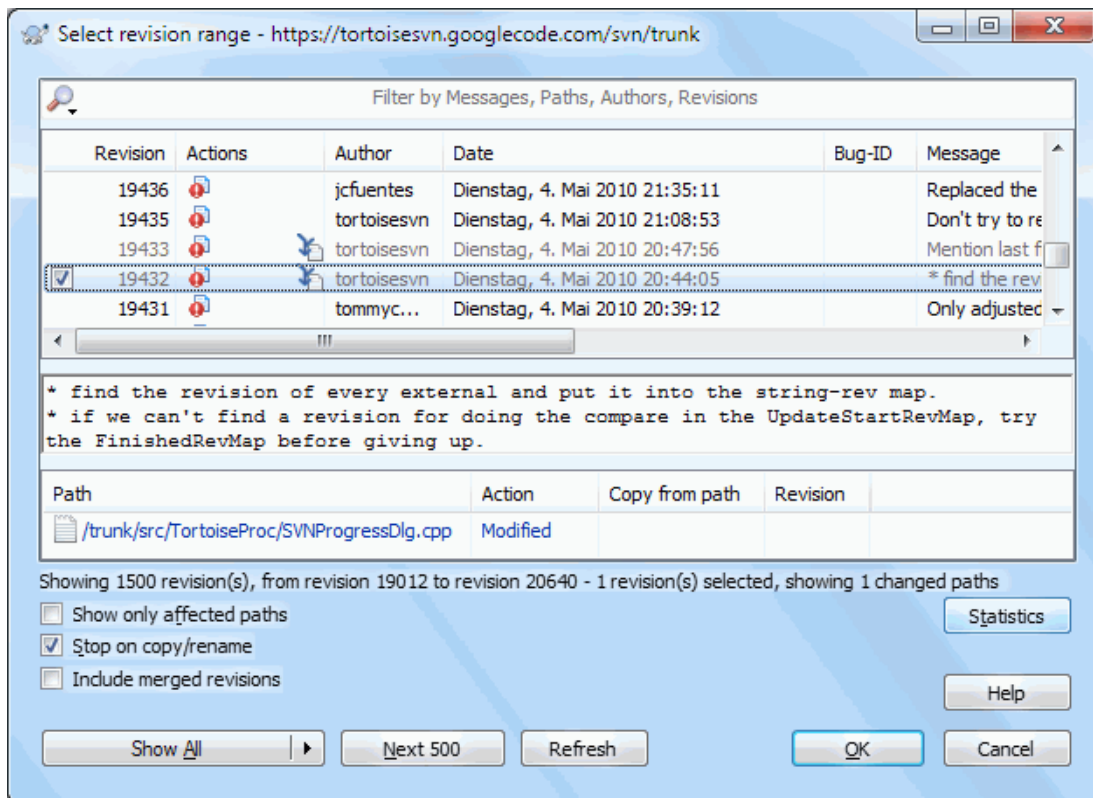 Select revision range - https://tortoisesvn.googlecode.com/svn/trunk
Filter by Messages, Paths, Authors, Revisions
Revision Actions Author Date Bug-ID Message
19436 jcfuentes Dienstag, 4. Mai 2010 21:35:11 Replaced the
19435 tortoisesvn Dienstag, 4. Mai 2010 21:08:53 Don't try to re
19433 tortoisesvn Dienstag, 4. Mai 2010 20:47:56 Mention last f
19432 tortoisesvn Dienstag, 4. Mai 2010 20:44:05 * find the rev
19431 tommyc... Dienstag, 4. Mai 2010 20:39:12 Only adjusted
* find the revision of every external and put it into the string-rev map.
* if we can't find a revision for doing the compare in the UpdateStartRevMap, try
the FinishedRevMap before giving up.
Path Action Copy from path Revision
/trunk/src/TortoiseProc/SVNProgressDlg.cpp Modified
Showing 1500 revision(s), from revision 19012 to revision 20640 - 1 revision(s) selected, showing 1 changed paths
Show only affected paths
Statistics
Stop on copy/rename
Include merged revisions
Help
Show All Next 500 Refresh OK Cancel